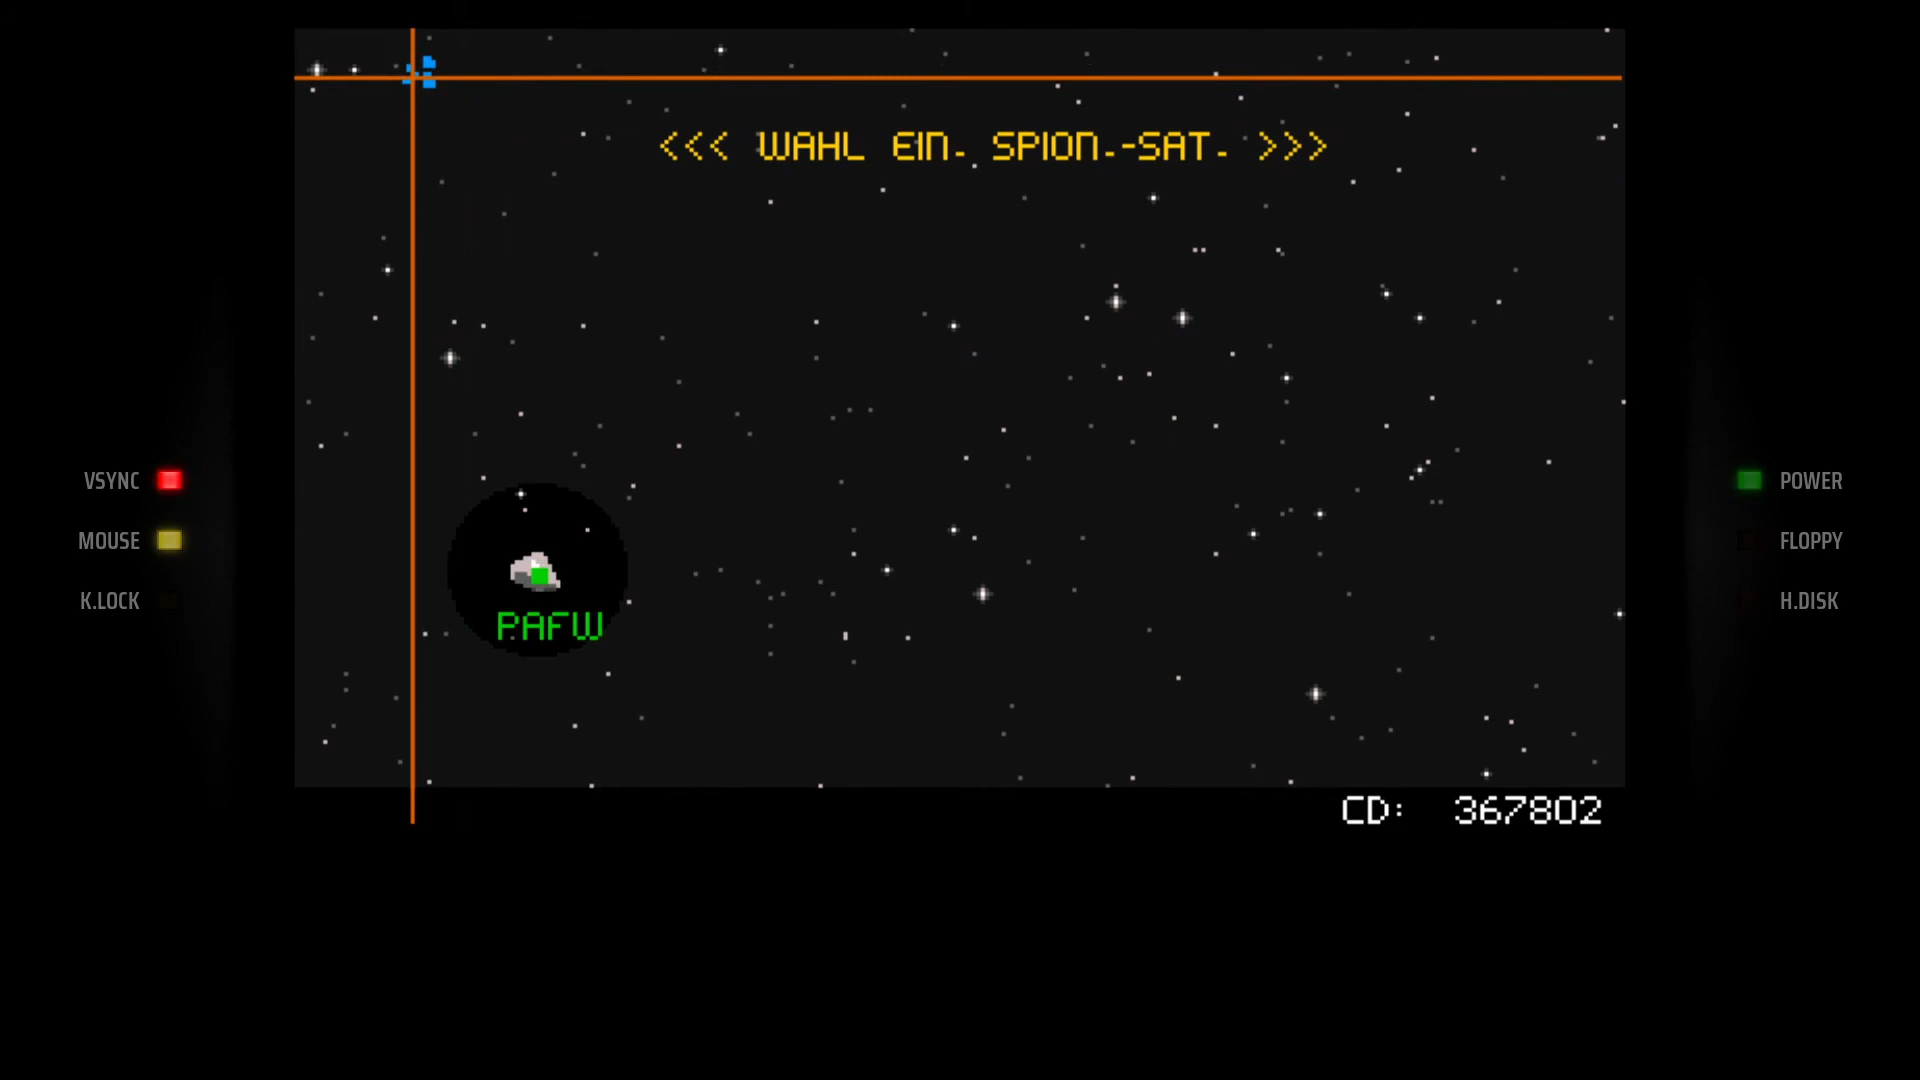 <<< WAHL EIN. SPION.-SAT. >>>
VSYNC
POWER
MOUSE
FLOPPY
K.LOCK
H.DISK
PAFW
CD: 367802